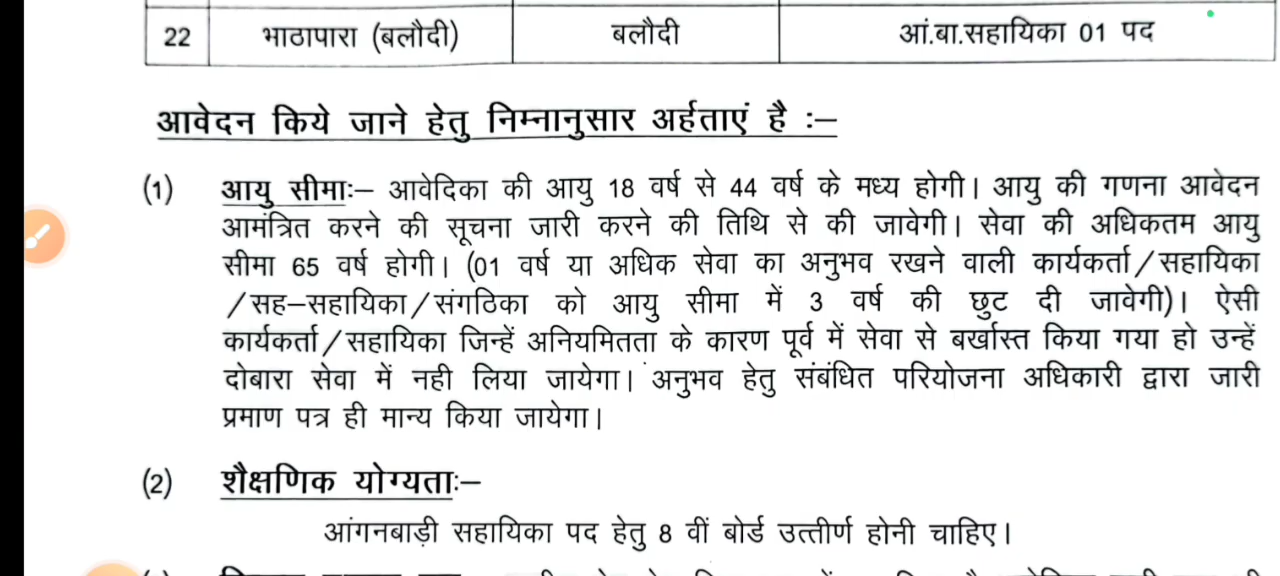 22 भाठापारा (बलौदी) बलौदी आं.बा.सहायिका 01 पद
आवेदन किये जाने हेतु निम्नानुसार अर्हताएं है :–
(1) आयु सीमाः– आवेदिका की आयु 18 वर्ष से 44 वर्ष के मध्य होगी। आयु की गणना आवेदन
आमंत्रित करने की सूचना जारी करने की तिथि से की जावेगी। सेवा की अधिकतम आयु
सीमा 65 वर्ष होगी। (01 वर्ष या अधिक सेवा का अनुभव रखने वाली कार्यकर्ता/सहायिका
/सह–सहायिका/संगठिका को आयु सीमा में 3 वर्ष की छुट दी जावेगी)। ऐसी
कार्यकर्ता/सहायिका जिन्हें अनियमितता के कारण पूर्व में सेवा से बर्खास्त किया गया हो उन्हें
दोबारा सेवा में नही लिया जायेगा। अनुभव हेतु संबंधित परियोजना अधिकारी द्वारा जारी
प्रमाण पत्र ही मान्य किया जायेगा।
(2) शैक्षणिक योग्यताः–
आंगनबाड़ी सहायिका पद हेतु 8 वीं बोर्ड उत्तीर्ण होनी चाहिए।